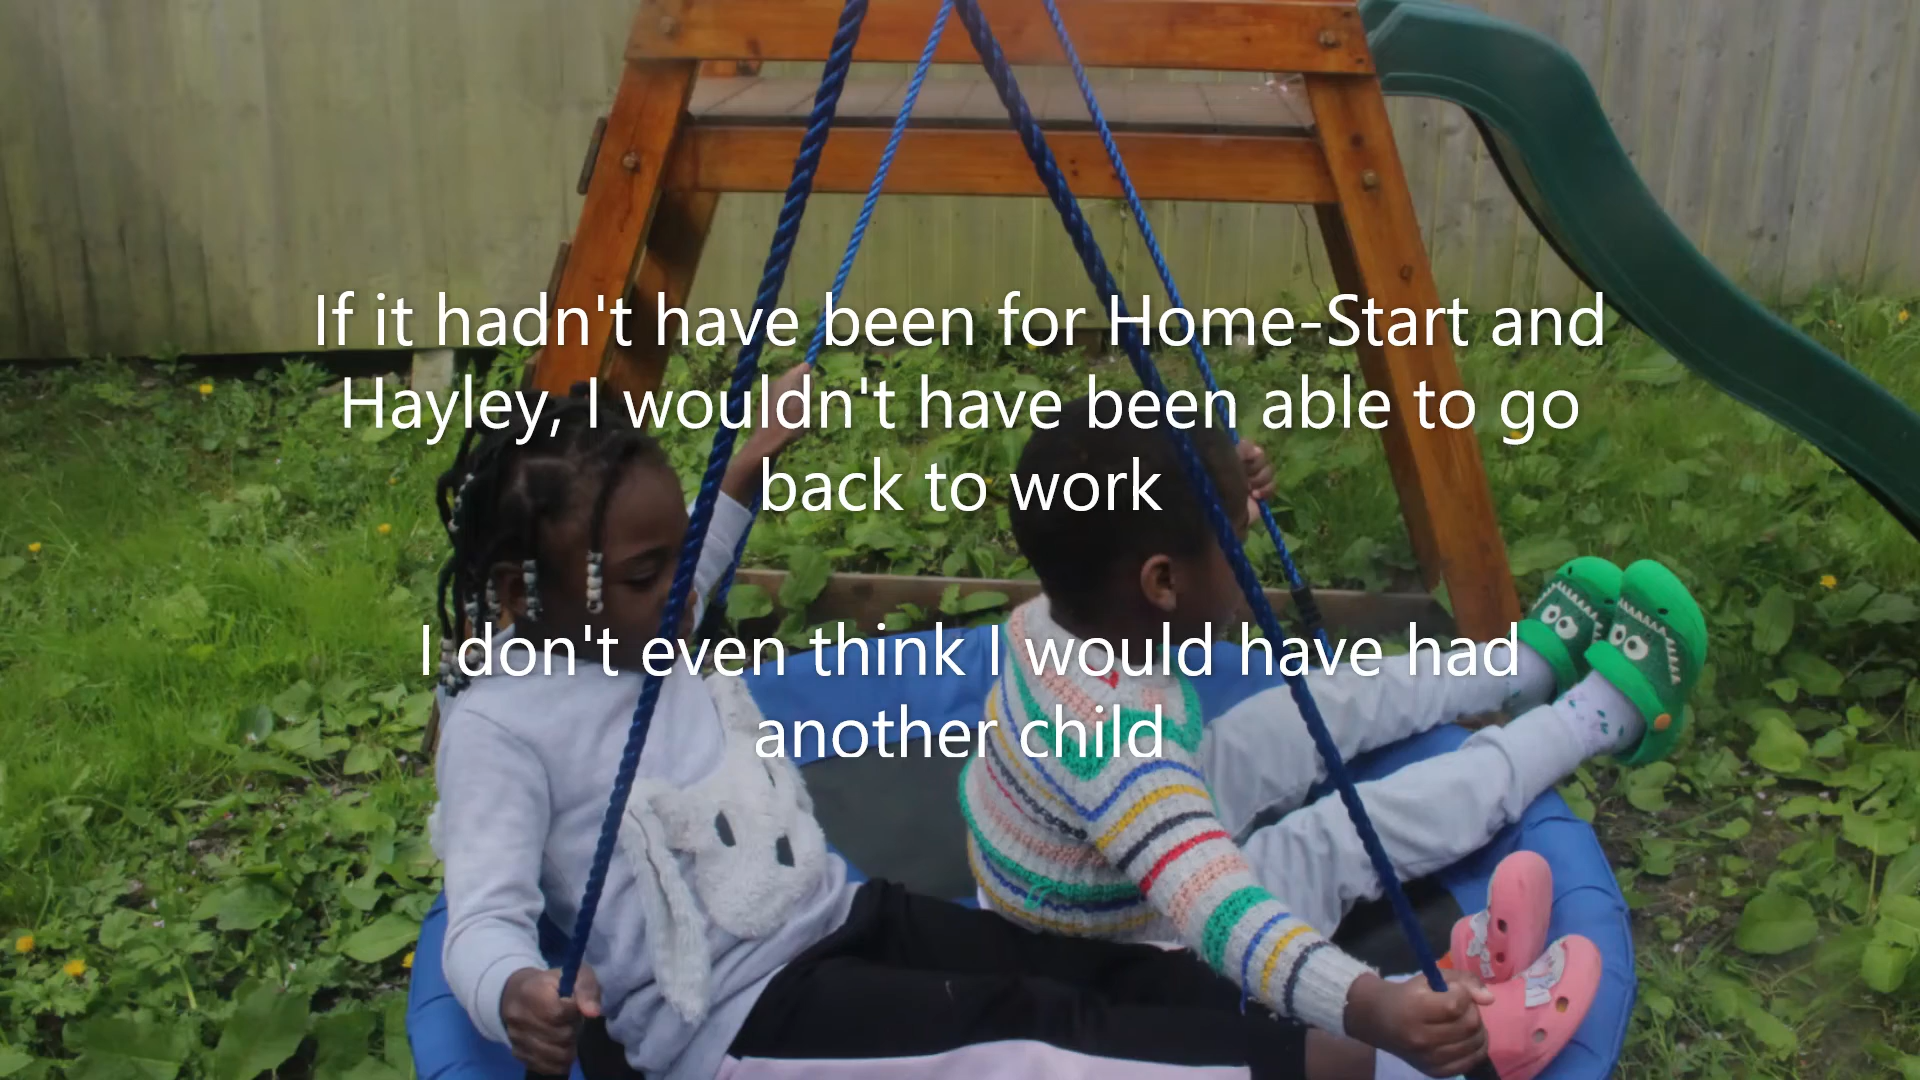 If it hadn't have been for Home-Start and
Hayley, I wouldn't have been able to go
back to work
I don't even think I would have had
another child